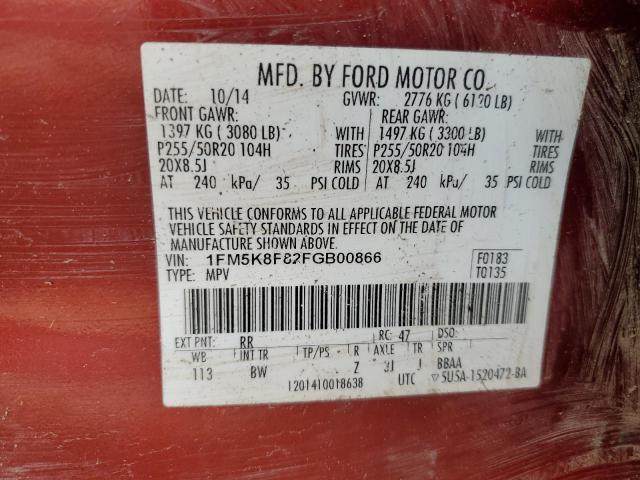 MFD. BY FORD MOTOR CO.
DATE: 10/14 GVWR: 2776 KG ( 6120 LB)
FRONT GAWR: REAR GAWR:
1397 KG ( 3080 LB) WITH 1497 KG ( 3300 LB) WITH
P255/50R20 104H TIRES P255/50R20 104H TIRES
20X8.5J RIMS 20X8.5J RIMS
AT 240 kPa/ 35 PSI COLD AT 240 kPa/ 35 PSI COLD
THIS VEHICLE CONFORMS TO ALL APPLICABLE FEDERAL MOTOR
VEHICLE SAFETY STANDARDS IN EFFECT ON THE DATE OF
MANUFACTURE SHOWN ABOVE.
VIN: 1FM5K8F82FGB00866 F0183
TYPE: MPV T0135
EXT PNT: RR RC: 47 DSO:
WB INT TR TP/PS R AXLE TR SPR
113 BW Z J BBAA
1201410018638 UTC 5U5A-1520472-BA